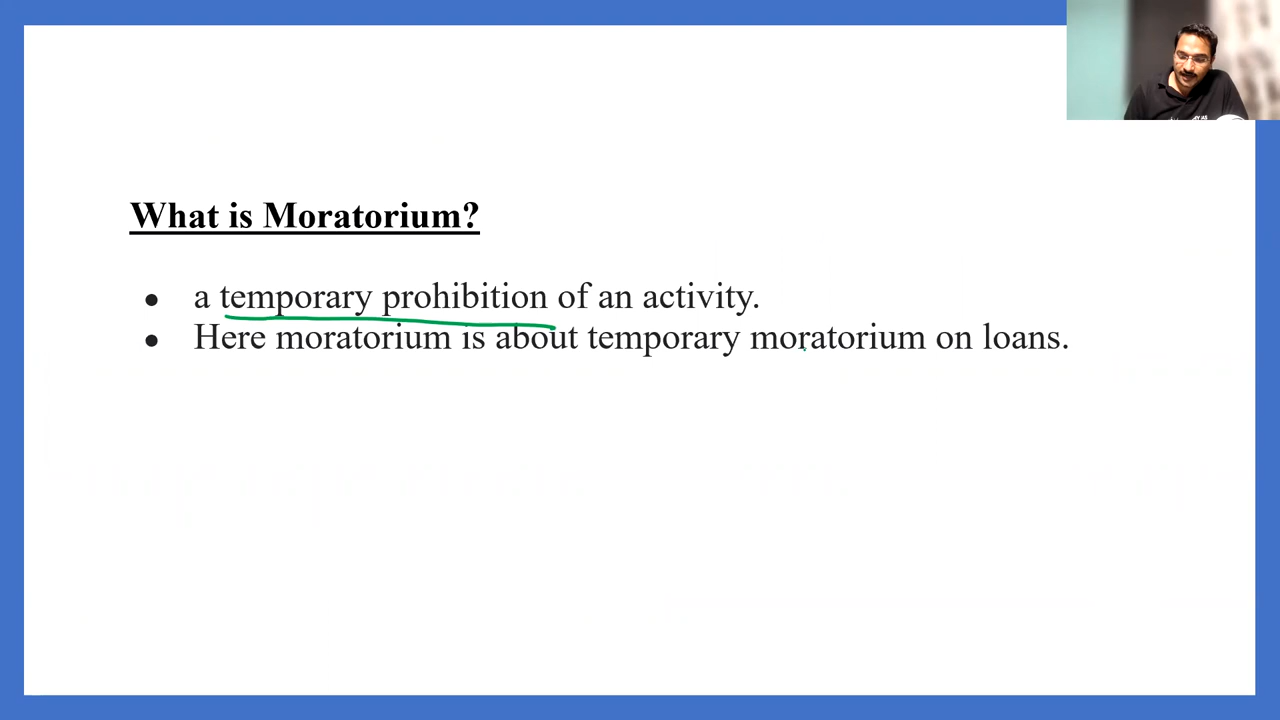 What is Moratorium?
● a temporary prohibition of an activity.
● Here moratorium is about temporary moratorium on loans.